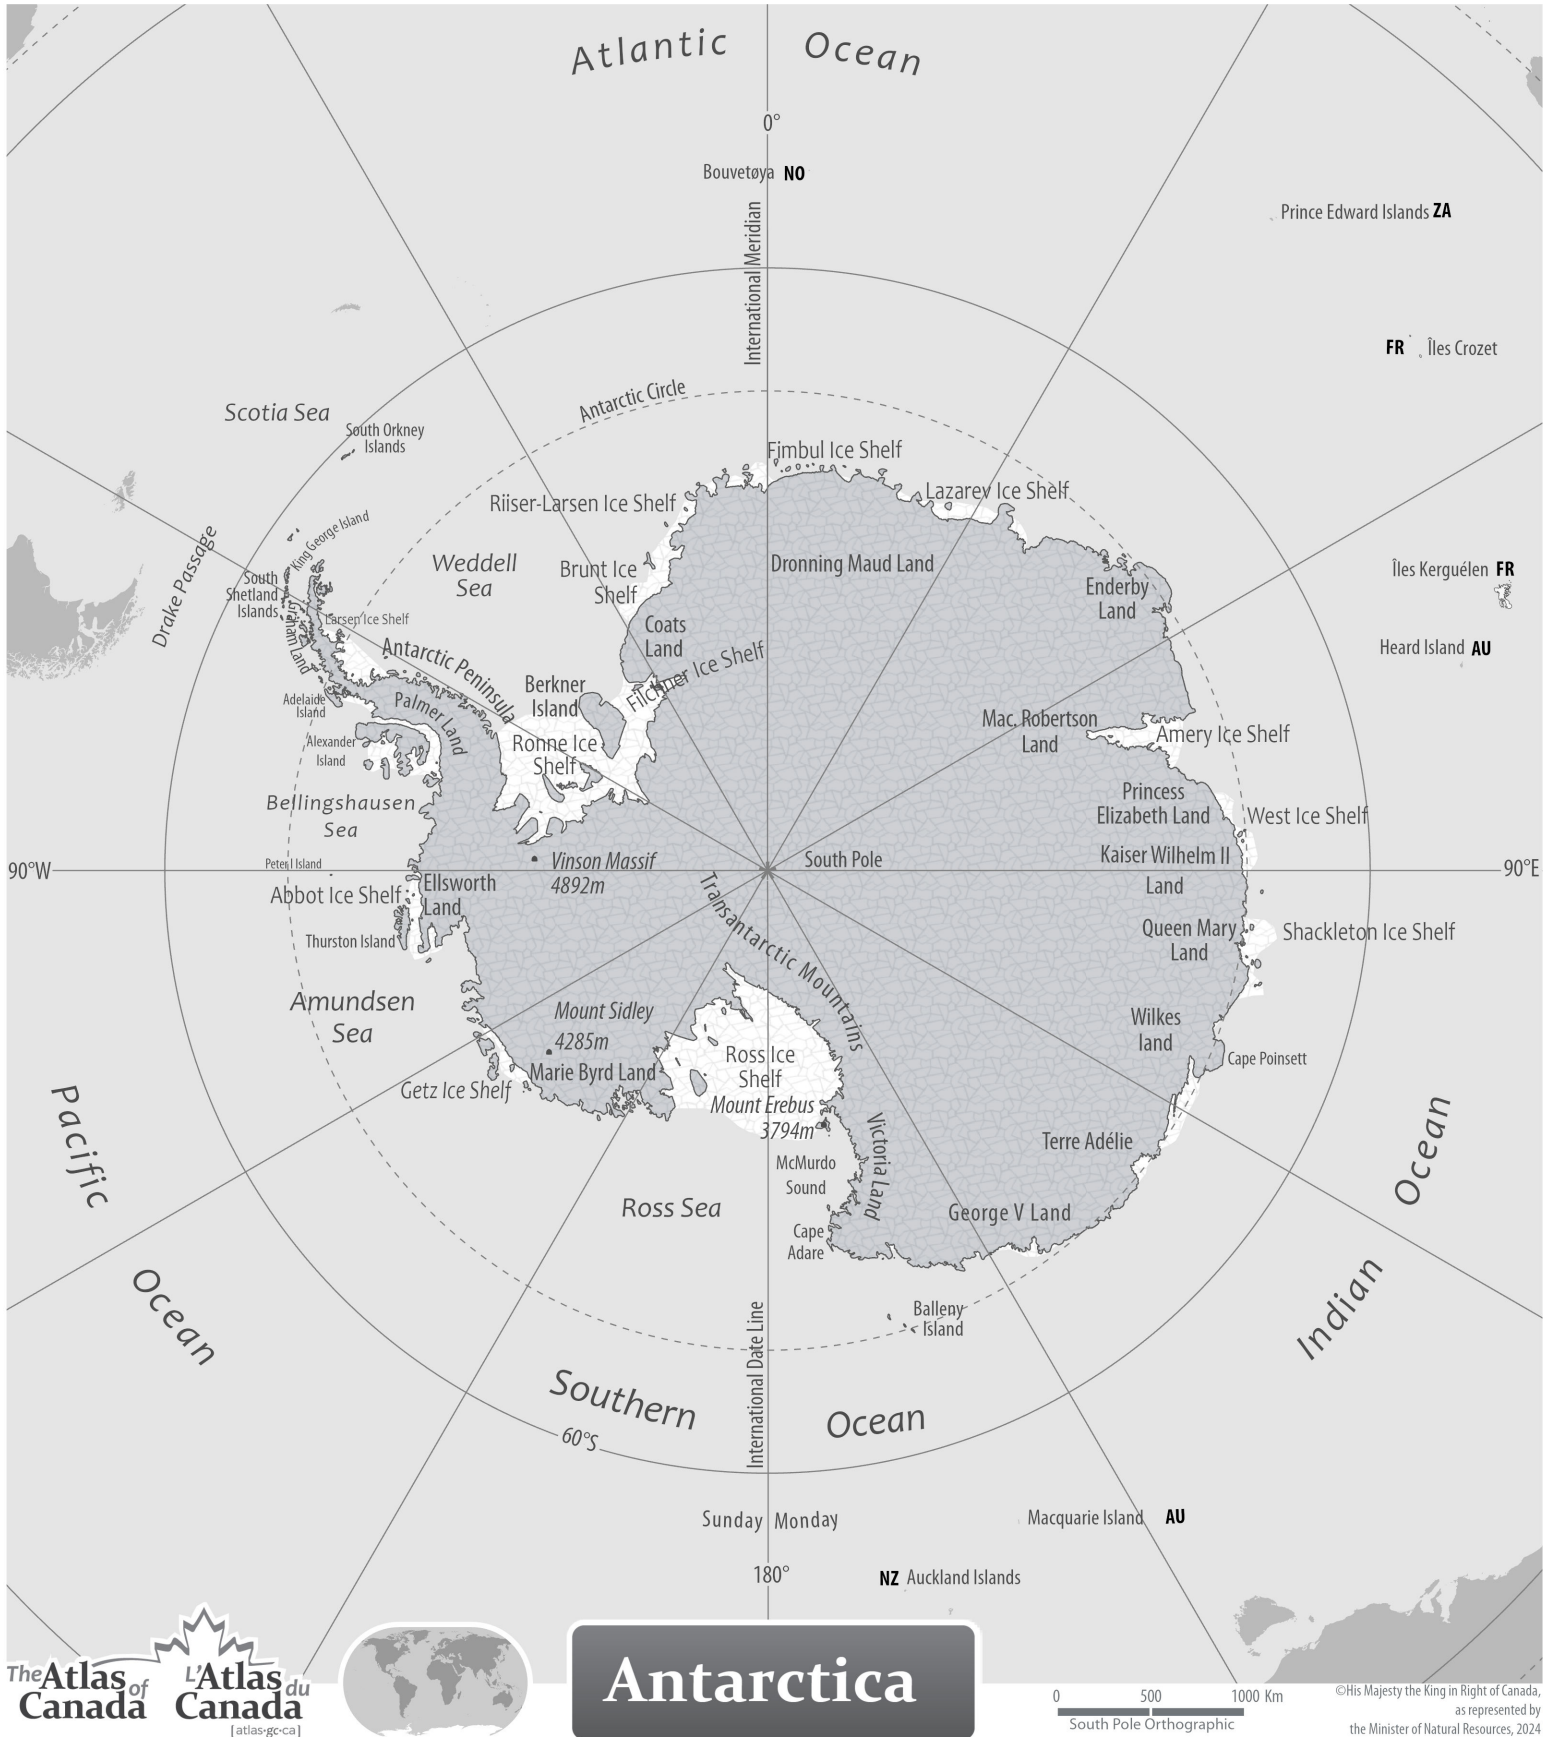 Atlantic Ocean
0°
Bouvetøya NO
International Meridian
Prince Edward Islands ZA
FR Îles Crozet
Antarctic Circle
Scotia Sea
South Orkney
Islands
Fimbul Ice Shelf
Lazarev Ice Shelf
Riiser-Larsen Ice Shelf
King George Island
Drake Passage
Weddell
Sea
Brunt Ice
Shelf
Dronning Maud Land
Enderby
Land
Îles Kerguélen FR
Heard Island AU
South
Shetland
Islands
Graham Land
Larsen Ice Shelf
Coats
Land
Antarctic Peninsula
Filchner Ice Shelf
Berkner
Island
Adelaide
Island
Palmer Land
Ronne Ice
Shelf
Mac. Robertson
Land
Amery Ice Shelf
Alexander
Island
Princess
Elizabeth Land
West Ice Shelf
Bellingshausen
Sea
90°W
Peter I Island
Vinson Massif
4892m
South Pole
Kaiser Wilhelm II
Land
90°E
Abbot Ice Shelf
Ellsworth
Land
Thurston Island
Transantarctic Mountains
Queen Mary
Land
Shackleton Ice Shelf
Amundsen
Sea
Mount Sidley
4285m
Marie Byrd Land
Getz Ice Shelf
Ross Ice
Shelf
Mount Erebus
3794m
Wilkes
land
Cape Poinsett
Pacific
Ocean
Victoria Land
McMurdo
Sound
Terre Adélie
Ross Sea
Cape
Adare
George V Land
Indian
Ocean
Balleny
Island
International Date Line
Southern Ocean
60°S
Sunday Monday
Macquarie Island AU
180°
NZ Auckland Islands
The Atlas of
Canada
L'Atlas du
Canada
[atlas•gc•ca]
Antarctica
0 500 1000 Km
South Pole Orthographic
©His Majesty the King in Right of Canada,
as represented by
the Minister of Natural Resources, 2024